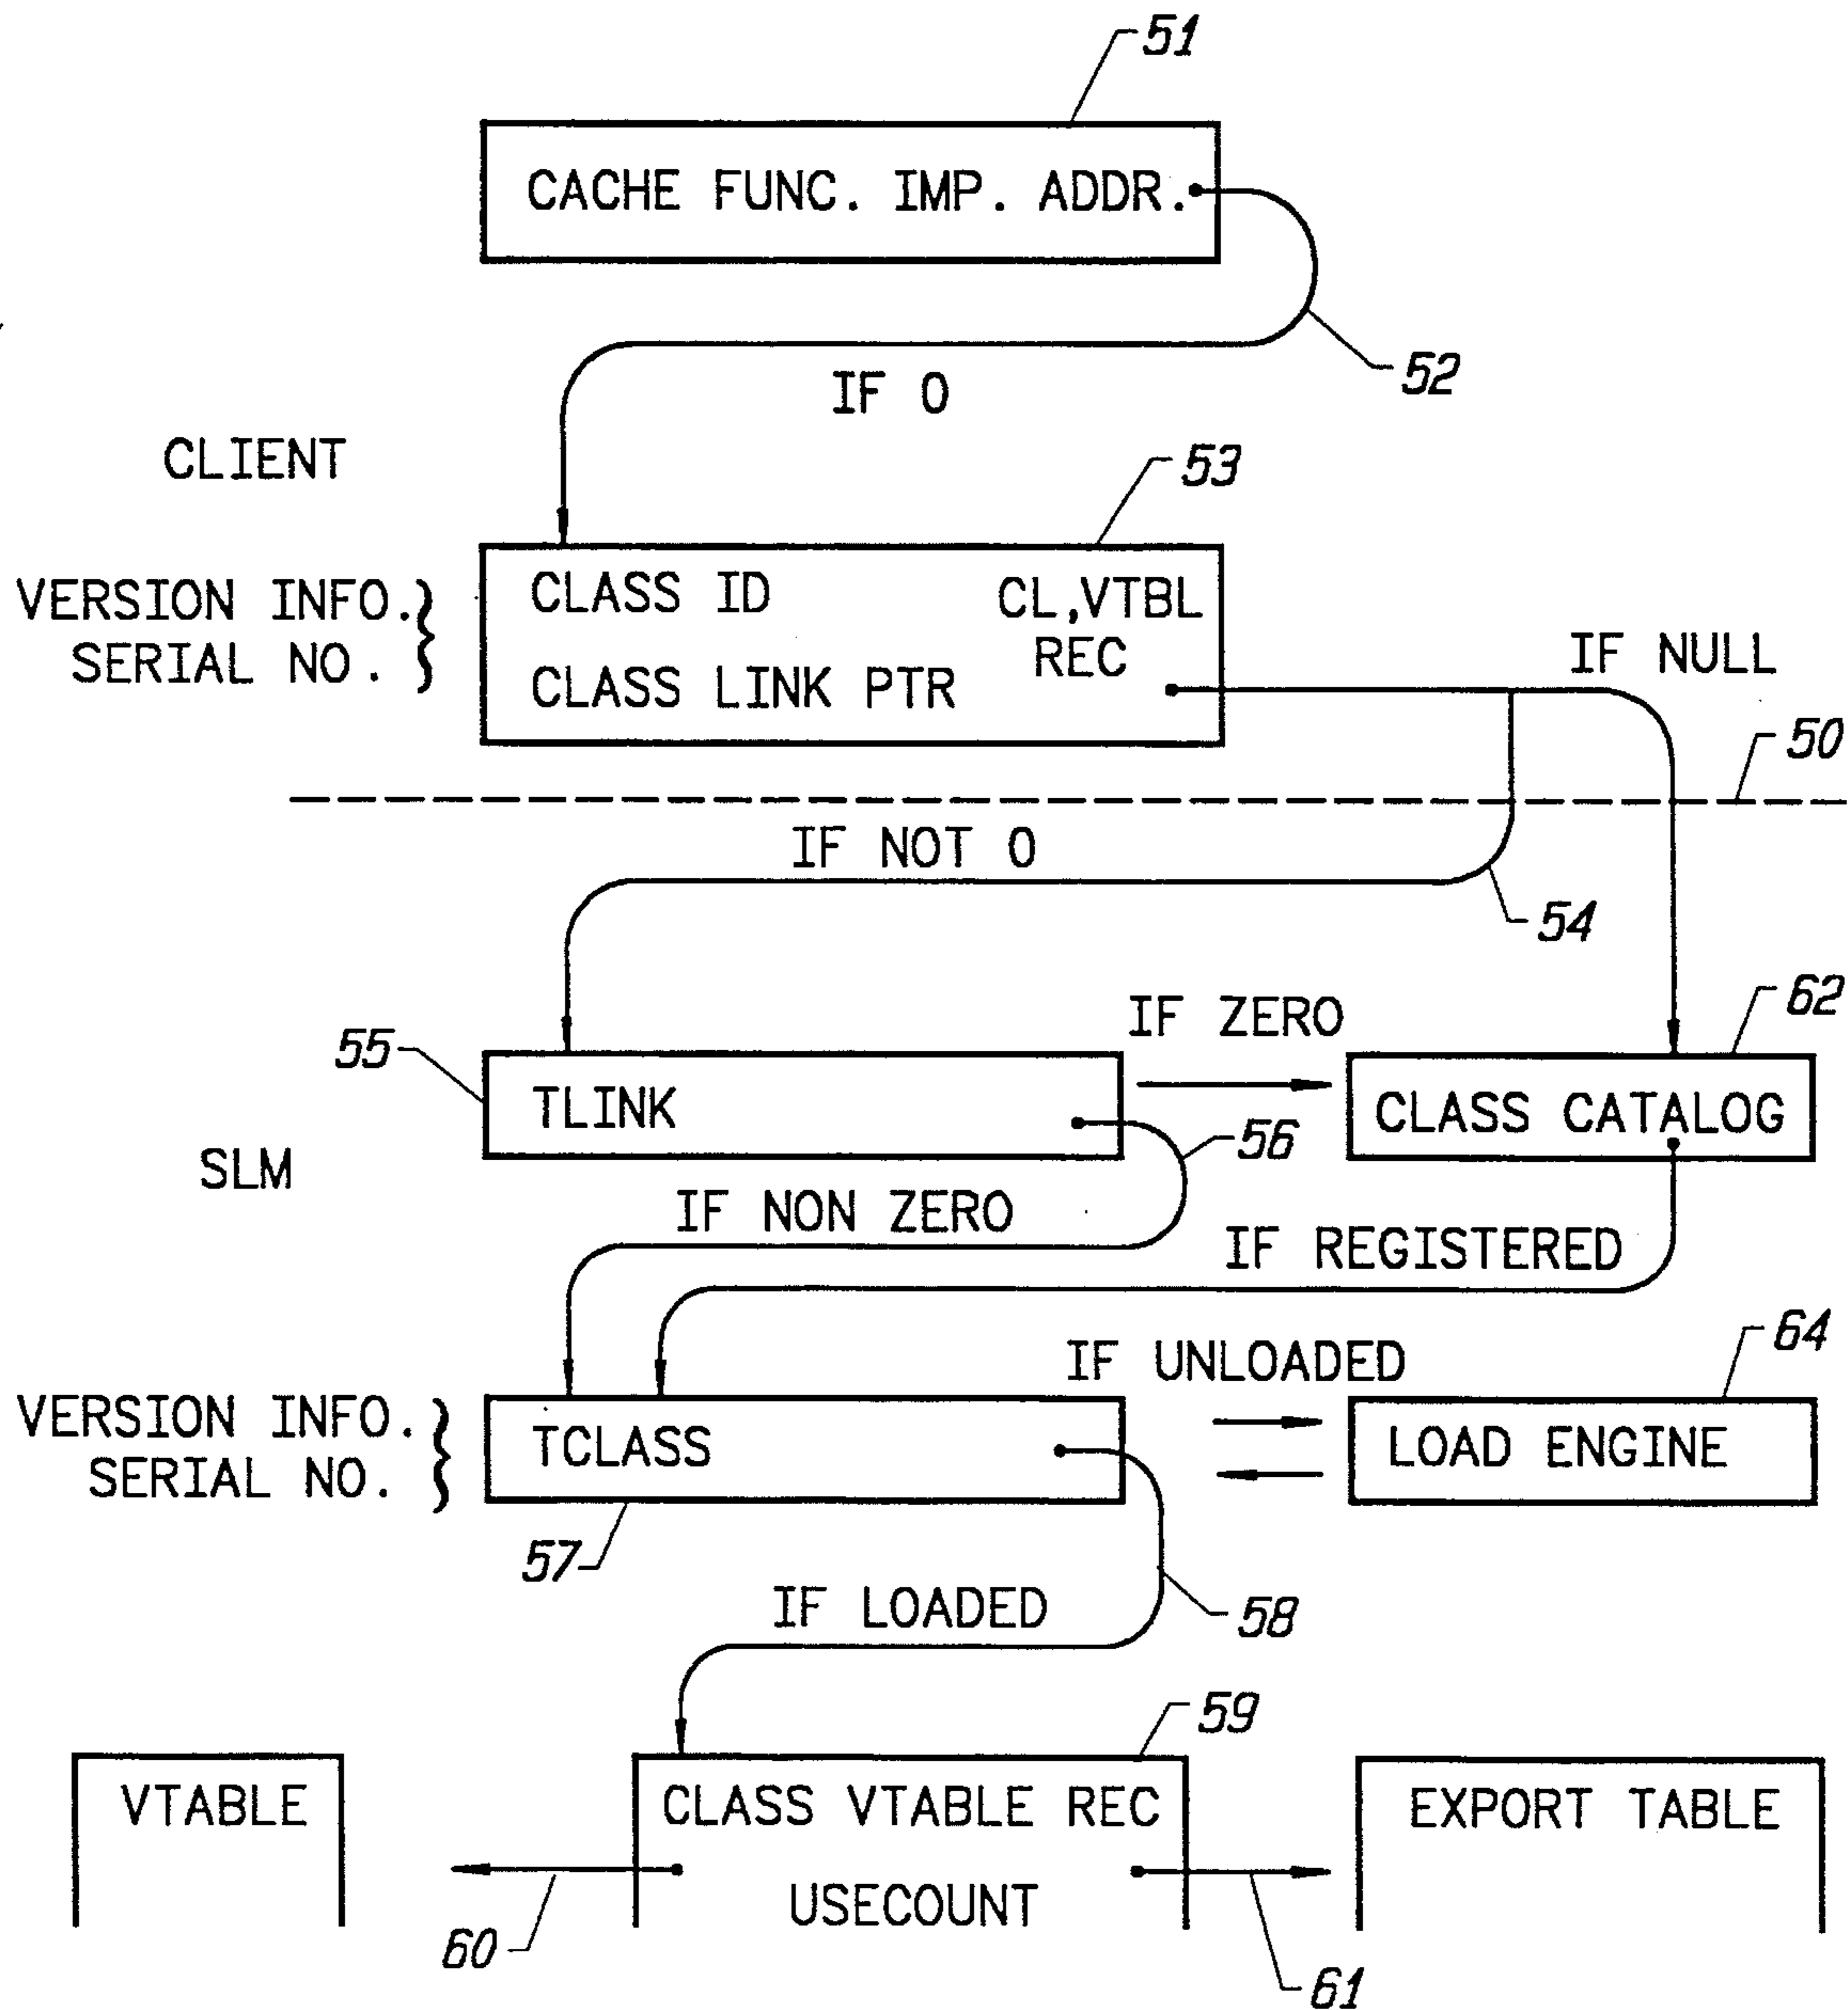 51
CACHE FUNC. IMP. ADDR.
52
IF 0
CLIENT
53
VERSION INFO.
SERIAL NO.
CLASS ID
CL,VTBL
REC
CLASS LINK PTR
IF NULL
50
IF NOT 0
54
62
IF ZERO
55
TLINK
CLASS CATALOG
56
SLM
IF NON ZERO
IF REGISTERED
64
IF UNLOADED
VERSION INFO.
SERIAL NO.
TCLASS
LOAD ENGINE
57
IF LOADED
58
59
VTABLE
CLASS VTABLE REC
EXPORT TABLE
USECOUNT
60
61